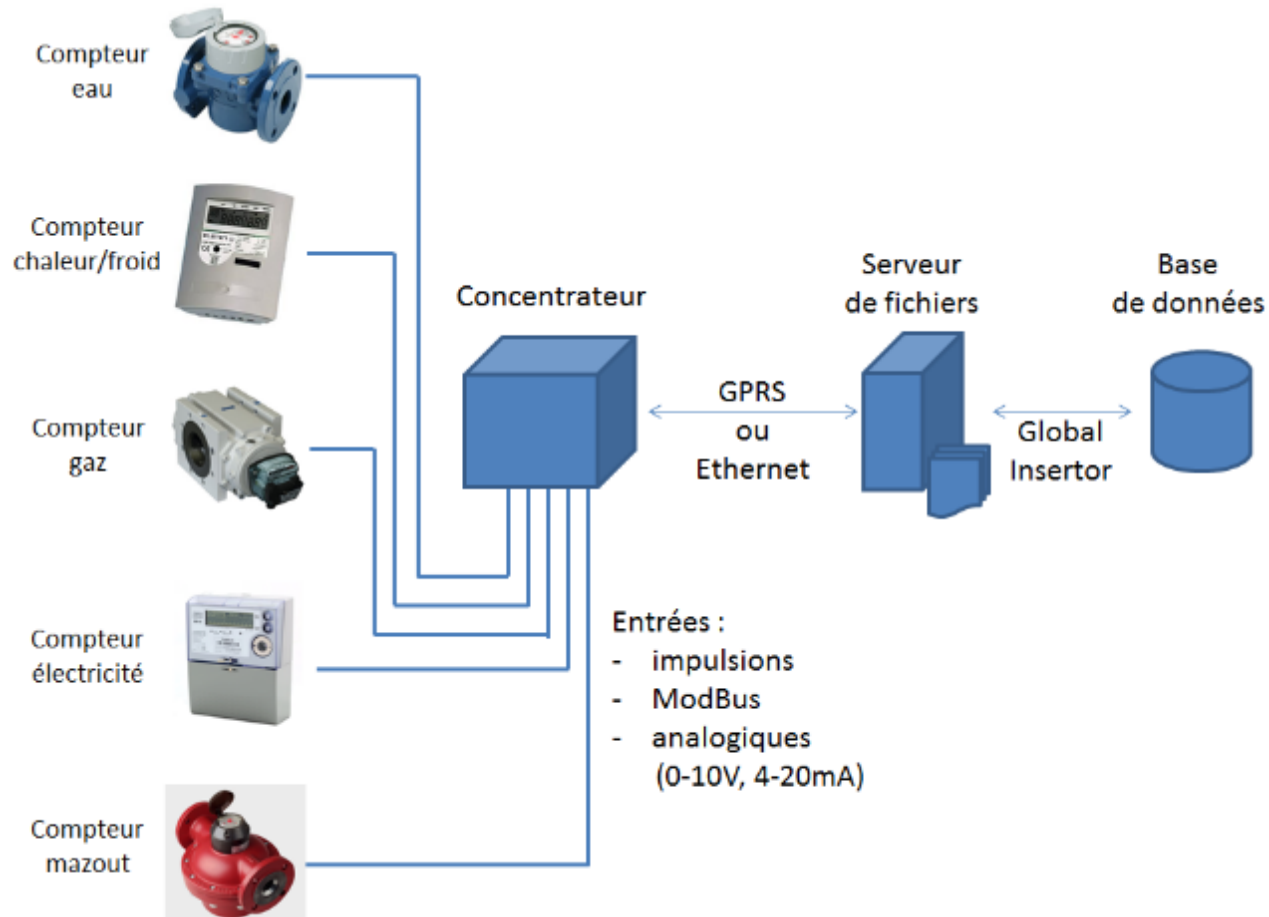 Compteur
eau
Compteur
chaleur/froid
Compteur
gaz
Compteur
électricité
Compteur
mazout
Concentrateur
Entrées :
- impulsions
- ModBus
- analogiques
(0-10V, 4-20mA)
GPRS
ou
Ethernet
Serveur
de fichiers
Global
Insertor
Base
de données